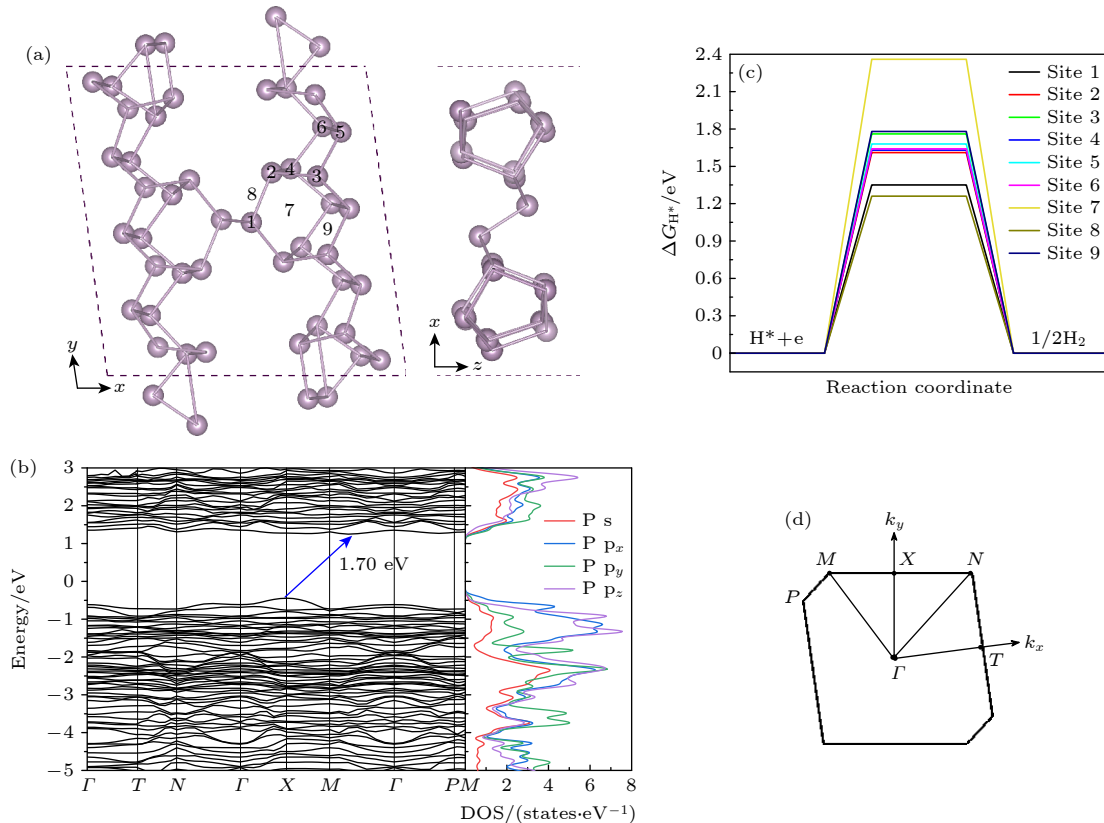 (a)
8
2
4
3
6
5
7
1
9
y
x
x
z
(c)
ΔG_H*/eV
2.4
2.1
1.8
1.5
1.2
0.9
0.6
0.3
0
Site 1
Site 2
Site 3
Site 4
Site 5
Site 6
Site 7
Site 8
Site 9
H*+e
1/2H₂
Reaction coordinate
(b)
Energy/eV
3
2
1
0
−1
−2
−3
−4
−5
1.70 eV
Γ T N Γ X M Γ P M
P s
P pₓ
P p_y
P p_z
2 4 6 8
DOS/(states·eV⁻¹)
(d)
k_y
M X N
P
k_x
T
Γ